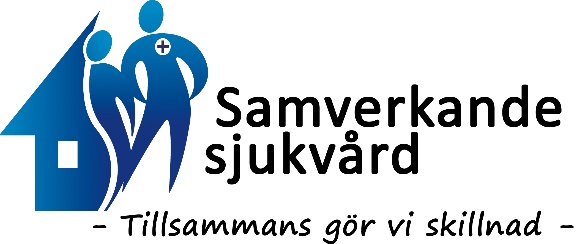 Samverkande
sjukvård
- Tillsammans gör vi skillnad -